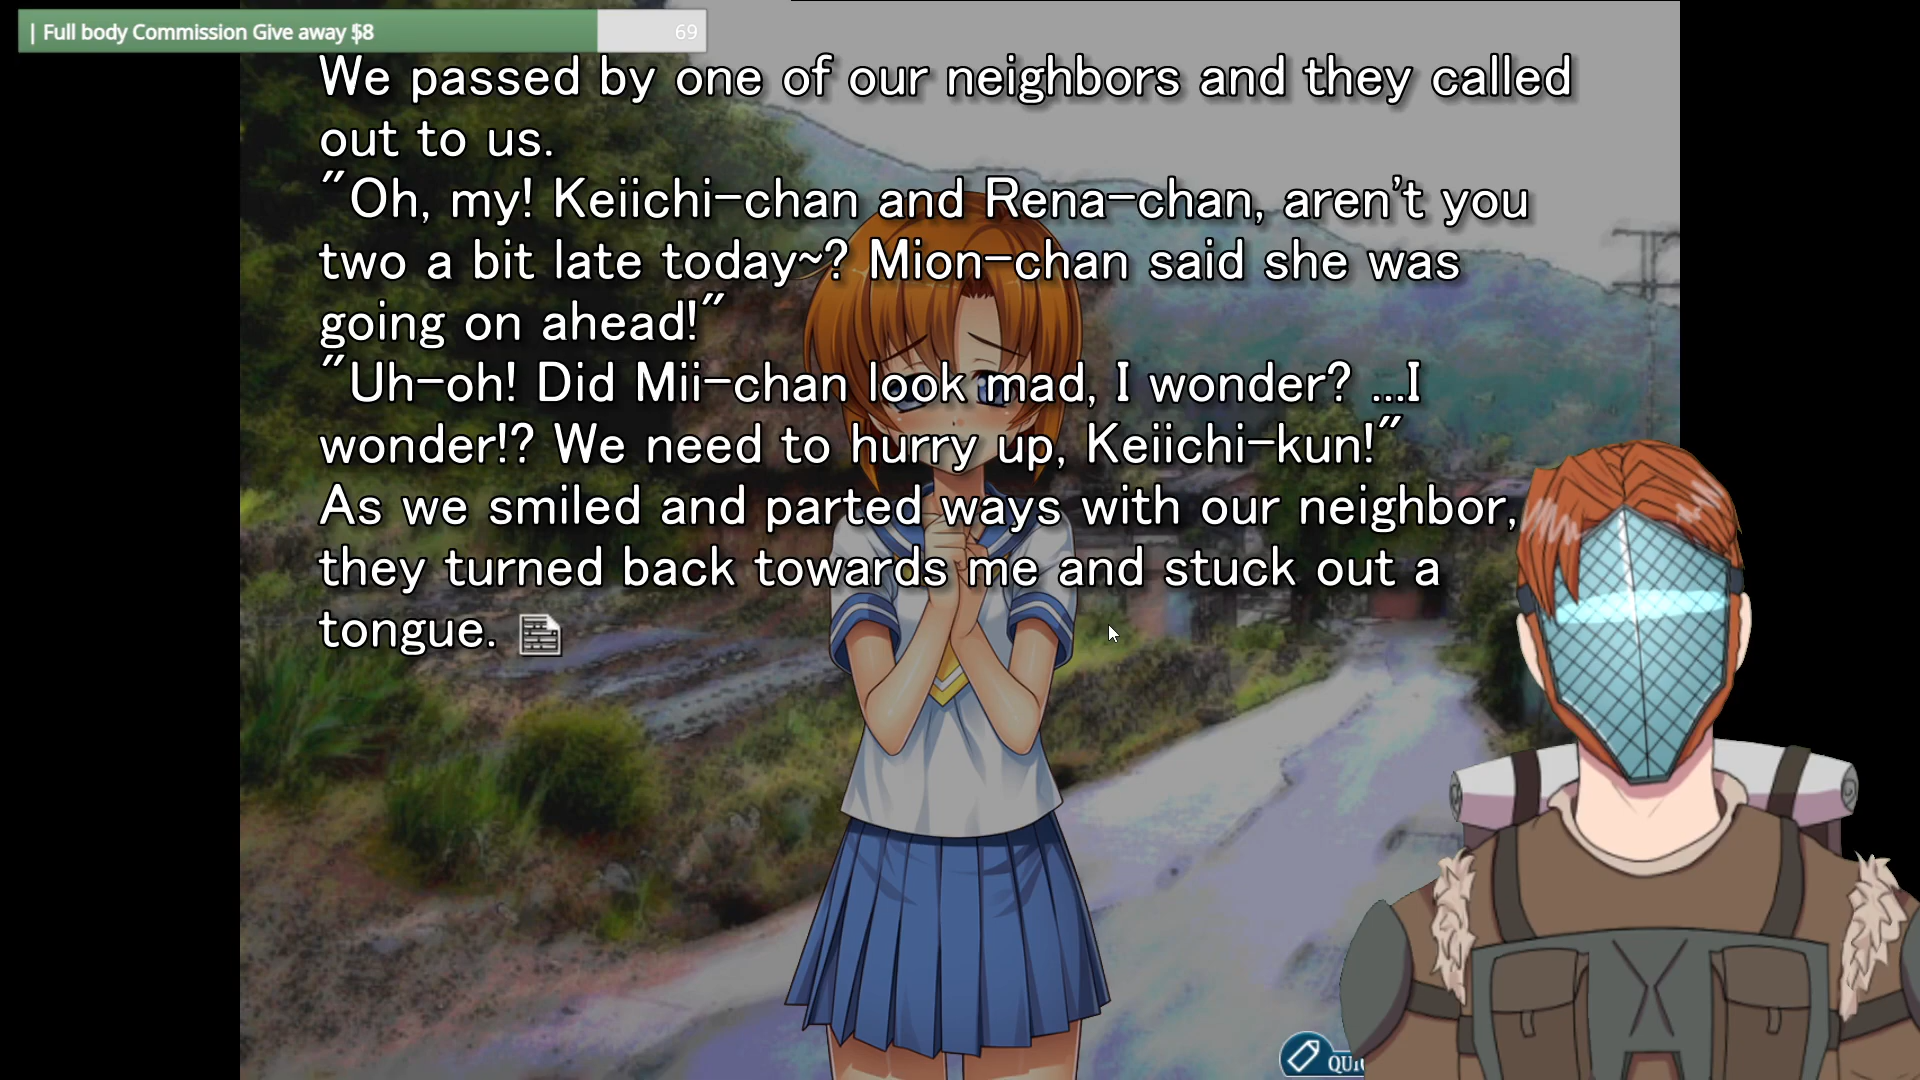 | Full body Commission Give away $8
69
We passed by one of our neighbors and they called
out to us.
"Oh, my! Keiichi-chan and Rena-chan, aren't you
two a bit late today~? Mion-chan said she was
going on ahead!"
"Uh-oh! Did Mii-chan look mad, I wonder? ...I
wonder!? We need to hurry up, Keiichi-kun!"
As we smiled and parted ways with our neighbor,
they turned back towards me and stuck out a
tongue.